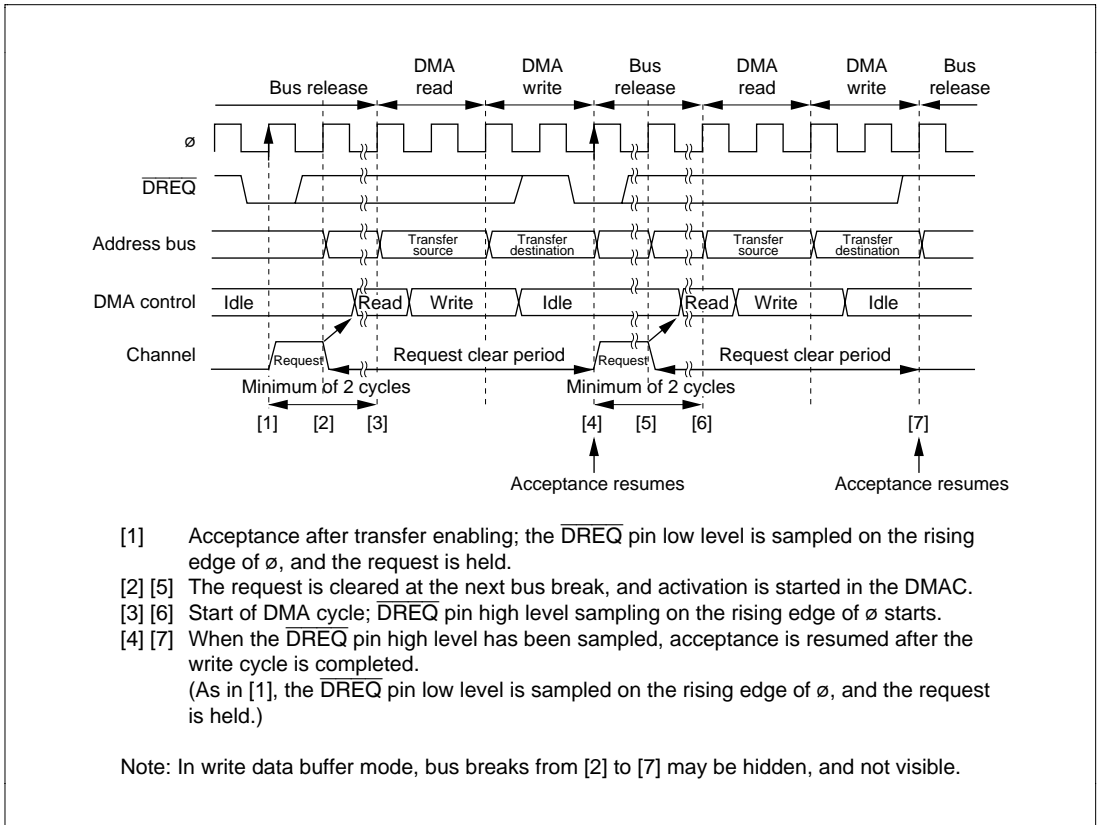 DMA DMA Bus DMA DMA Bus
Bus release read write release read write release
ø
DREQ
Address bus Transfer source Transfer destination Transfer source Transfer destination
DMA control Idle Read Write Idle Read Write Idle
Channel Request Request clear period Request Request clear period
Minimum of 2 cycles Minimum of 2 cycles
[1] [2] [3] [4] [5] [6] [7]
Acceptance resumes Acceptance resumes
[1] Acceptance after transfer enabling; the DREQ pin low level is sampled on the rising
edge of ø, and the request is held.
[2] [5] The request is cleared at the next bus break, and activation is started in the DMAC.
[3] [6] Start of DMA cycle; DREQ pin high level sampling on the rising edge of ø starts.
[4] [7] When the DREQ pin high level has been sampled, acceptance is resumed after the
write cycle is completed.
(As in [1], the DREQ pin low level is sampled on the rising edge of ø, and the request
is held.)
Note: In write data buffer mode, bus breaks from [2] to [7] may be hidden, and not visible.